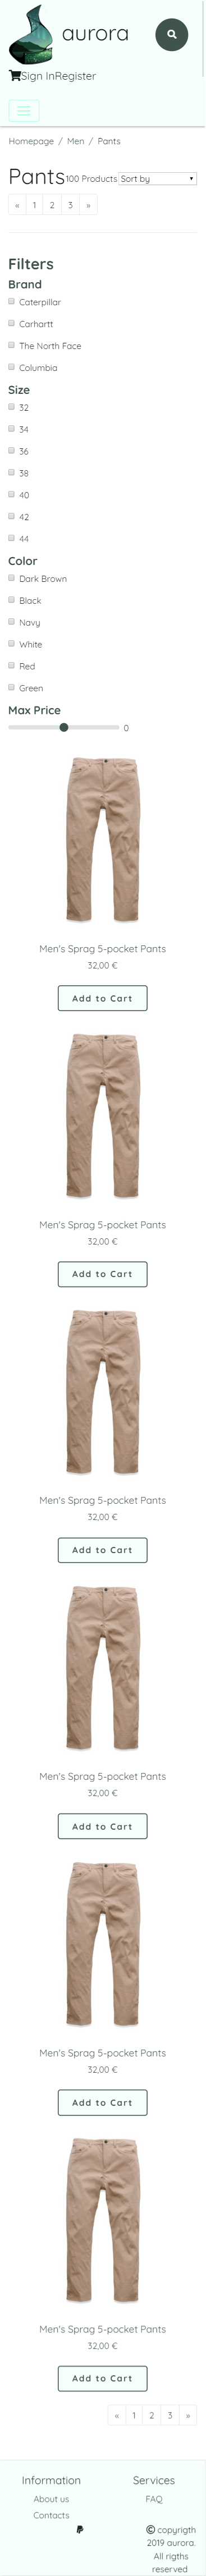 aurora
Sign InRegister
Homepage / Men / Pants
Pants 100 Products Sort by
« 1 2 3 »
Filters
Brand
Caterpillar
Carhartt
The North Face
Columbia
Size
32
34
36
38
40
42
44
Color
Dark Brown
Black
Navy
White
Red
Green
Max Price
0
Men's Sprag 5-pocket Pants
32,00 €
Add to Cart
Men's Sprag 5-pocket Pants
32,00 €
Add to Cart
Men's Sprag 5-pocket Pants
32,00 €
Add to Cart
Men's Sprag 5-pocket Pants
32,00 €
Add to Cart
Men's Sprag 5-pocket Pants
32,00 €
Add to Cart
Men's Sprag 5-pocket Pants
32,00 €
Add to Cart
« 1 2 3 »
Information
About us
Contacts
Services
FAQ
© copyrigth
2019 aurora.
All rigths
reserved